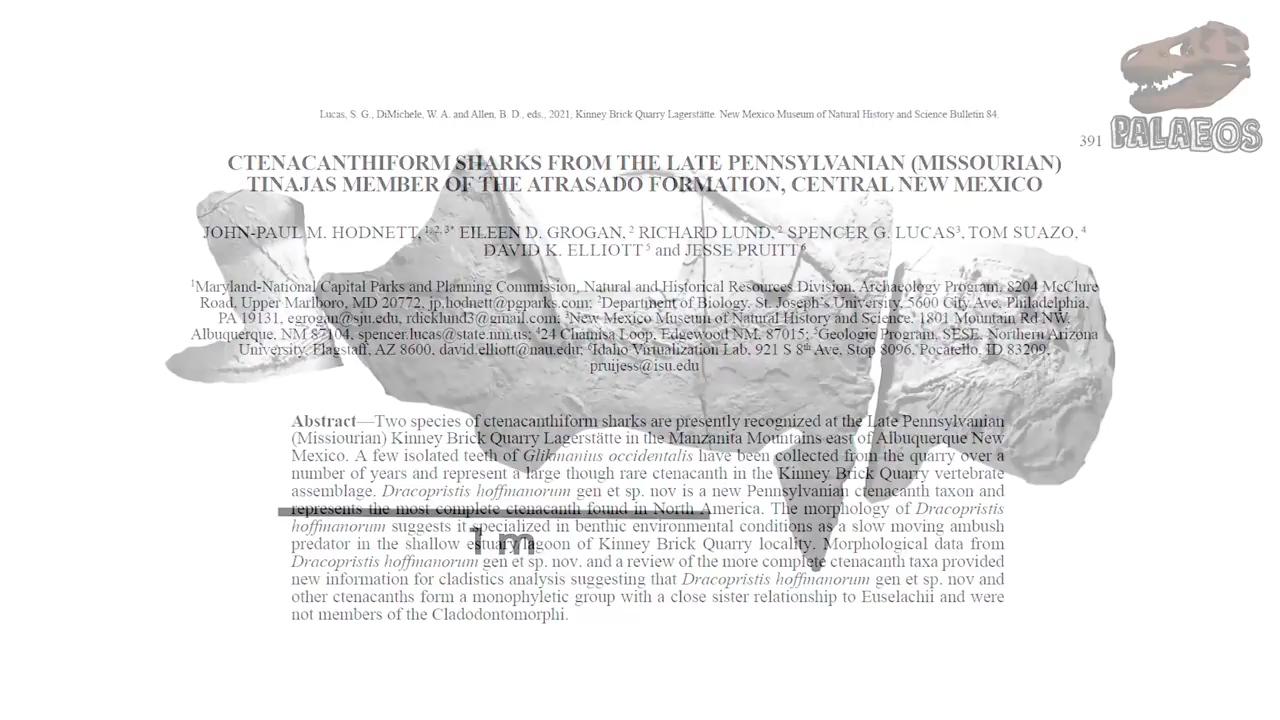 Lucas, S. G., DiMichele, W. A. and Allen, B. D., eds., 2021, Kinney Brick Quarry Lagerstätte. New Mexico Museum of Natural History and Science Bulletin 84.
391
PALAEOS
CTENACANTHIFORM SHARKS FROM THE LATE PENNSYLVANIAN (MISSOURIAN)
TINAJAS MEMBER OF THE ATRASADO FORMATION, CENTRAL NEW MEXICO
JOHN-PAUL M. HODNETT, 1, 2, 3* EILEEN D. GROGAN, 2 RICHARD LUND, 2 SPENCER G. LUCAS3, TOM SUAZO, 4
DAVID K. ELLIOTT 5 and JESSE PRUITT6
1Maryland-National Capital Parks and Planning Commission, Natural and Historical Resources Division, Archaeology Program, 8204 McClure
Road, Upper Marlboro, MD 20772, jp.hodnett@pgparks.com; 2Department of Biology, St. Joseph's University, 5600 City Ave, Philadelphia,
PA 19131, egrogan@sju.edu, rdicklund3@gmail.com; 3New Mexico Museum of Natural History and Science, 1801 Mountain Rd NW,
Albuquerque, NM 87104, spencer.lucas@state.nm.us; 424 Chamisa Loop, Edgewood NM, 87015; 5Geologic Program, SESE, Northern Arizona
University, Flagstaff, AZ 8600, david.elliott@nau.edu; 6Idaho Virtualization Lab, 921 S 8th Ave, Stop 8096, Pocatello, ID 83209,
pruijess@isu.edu
Abstract—Two species of ctenacanthiform sharks are presently recognized at the Late Pennsylvanian
(Missiourian) Kinney Brick Quarry Lagerstätte in the Manzanita Mountains east of Albuquerque New
Mexico. A few isolated teeth of Glikmanius occidentalis have been collected from the quarry over a
number of years and represent a large though rare ctenacanth in the Kinney Brick Quarry vertebrate
assemblage. Dracopristis hoffmanorum gen et sp. nov is a new Pennsylvanian ctenacanth taxon and
represents the most complete ctenacanth found in North America. The morphology of Dracopristis
hoffmanorum suggests it specialized in benthic environmental conditions as a slow moving ambush
predator in the shallow estuary lagoon of Kinney Brick Quarry locality. Morphological data from
Dracopristis hoffmanorum gen et sp. nov. and a review of the more complete ctenacanth taxa provided
new information for cladistics analysis suggesting that Dracopristis hoffmanorum gen et sp. nov and
other ctenacanths form a monophyletic group with a close sister relationship to Euselachii and were
not members of the Cladodontomorphi.
1 m